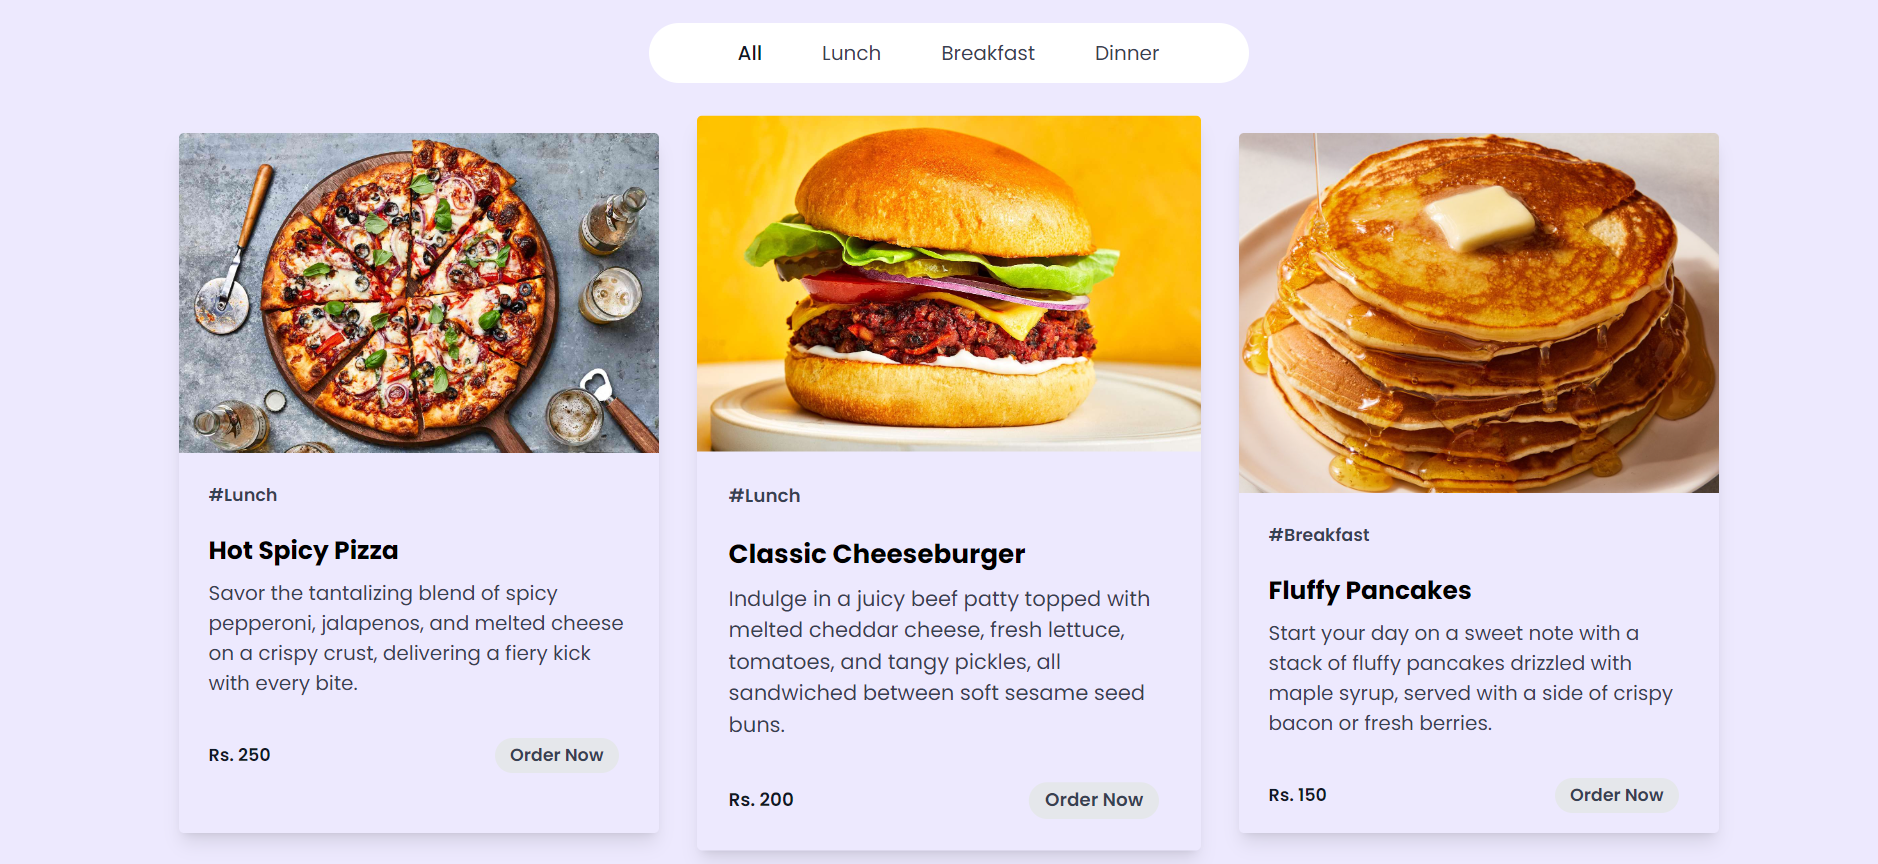 All Lunch Breakfast Dinner
#Lunch
Hot Spicy Pizza
Savor the tantalizing blend of spicy
pepperoni, jalapenos, and melted cheese
on a crispy crust, delivering a fiery kick
with every bite.
Rs. 250 Order Now
#Lunch
Classic Cheeseburger
Indulge in a juicy beef patty topped with
melted cheddar cheese, fresh lettuce,
tomatoes, and tangy pickles, all
sandwiched between soft sesame seed
buns.
Rs. 200 Order Now
#Breakfast
Fluffy Pancakes
Start your day on a sweet note with a
stack of fluffy pancakes drizzled with
maple syrup, served with a side of crispy
bacon or fresh berries.
Rs. 150 Order Now